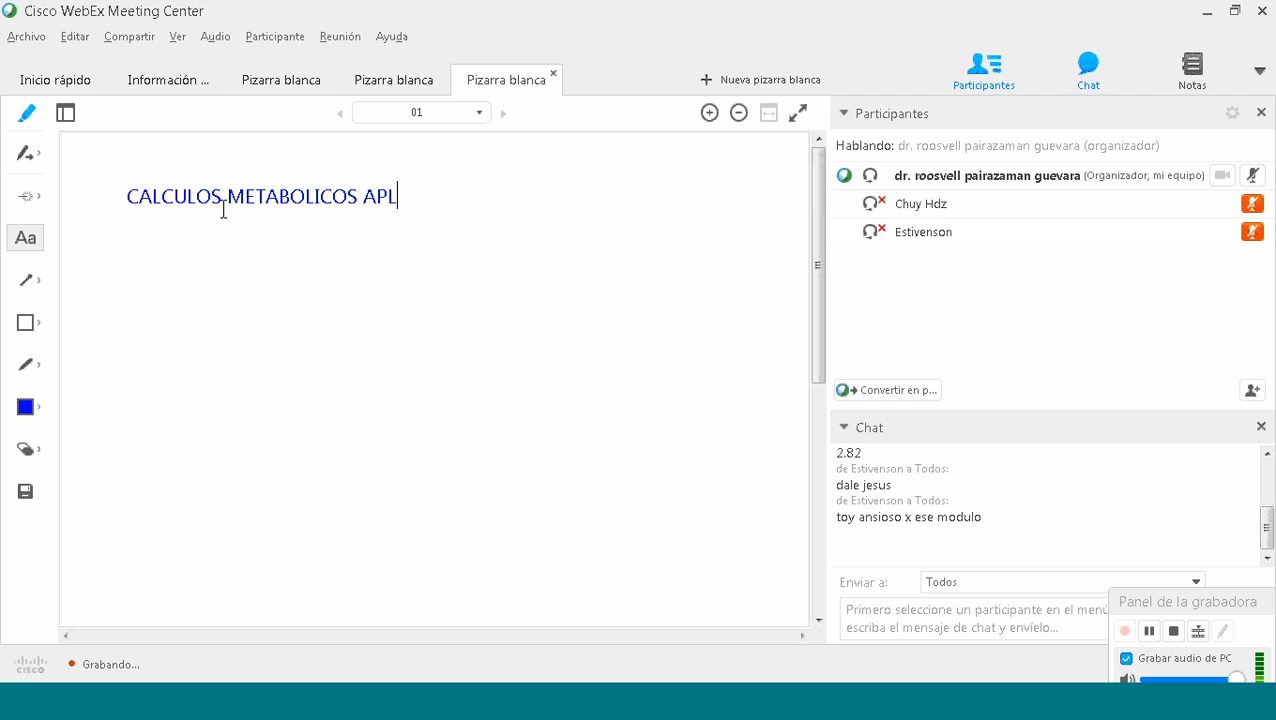 Cisco WebEx Meeting Center
Archivo Editar Compartir Ver Audio Participante Reunión Ayuda
Inicio rápido Información ... Pizarra blanca Pizarra blanca Pizarra blanca Nueva pizarra blanca
Participantes Chat Notas
01
Aa
CALCULOS METABOLICOS APL
Participantes
Hablando: dr. roosvell pairazaman guevara (organizador)
dr. roosvell pairazaman guevara (Organizador, mi equipo)
Chuy Hdz
Estivenson
Convertir en p...
Chat
2.82
de Estivenson a Todos:
dale jesus
de Estivenson a Todos:
toy ansioso x ese modulo
Enviar a: Todos
Primero seleccione un participante en el menú
escriba el mensaje de chat y envíelo...
Panel de la grabadora
Grabar audio de PC
cisco
Grabando...